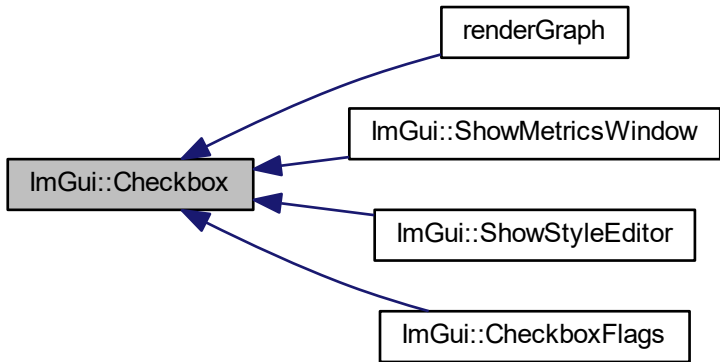 renderGraph
ImGui::ShowMetricsWindow
ImGui::Checkbox
ImGui::ShowStyleEditor
ImGui::CheckboxFlags